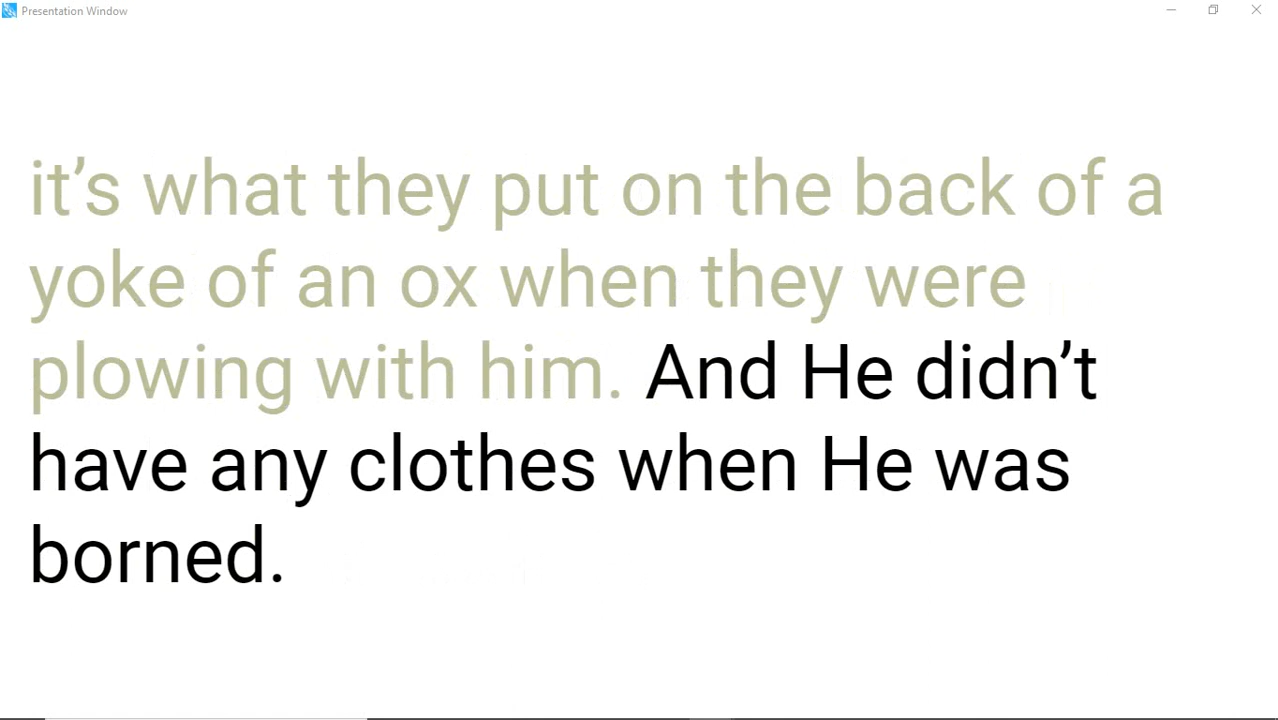 Presentation Window
it’s what they put on the back of a
yoke of an ox when they were
plowing with him. And He didn’t
have any clothes when He was
borned.